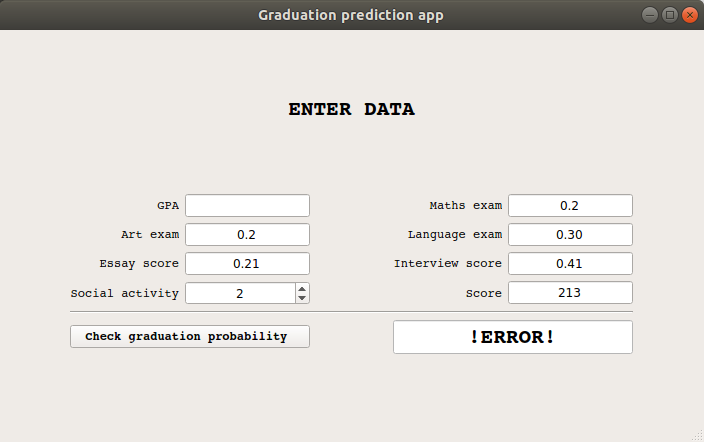 Graduation prediction app
ENTER DATA
GPA
Maths exam 0.2
Art exam 0.2
Language exam 0.30
Essay score 0.21
Interview score 0.41
Social activity 2
Score 213
Check graduation probability
!ERROR!